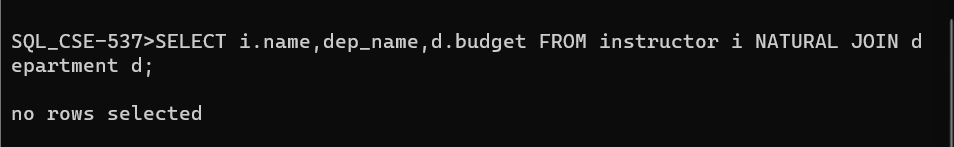 SQL_CSE-537>SELECT i.name,dep_name,d.budget FROM instructor i NATURAL JOIN d
epartment d;
no rows selected